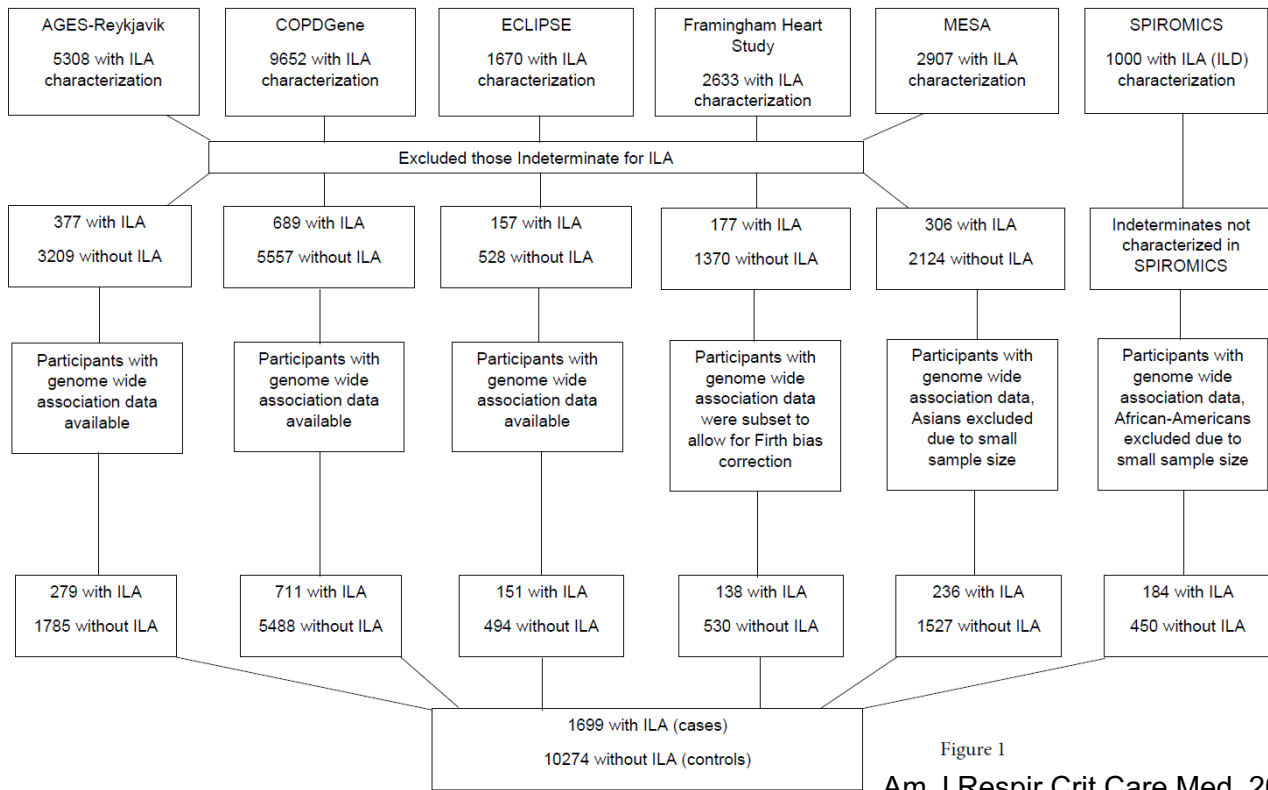 AGES-Reykjavik
5308 with ILA
characterization
COPDGene
9652 with ILA
characterization
ECLIPSE
1670 with ILA
characterization
Framingham Heart
Study
2633 with ILA
characterization
MESA
2907 with ILA
characterization
SPIROMICS
1000 with ILA (ILD)
characterization
Excluded those Indeterminate for ILA
377 with ILA
3209 without ILA
689 with ILA
5557 without ILA
157 with ILA
528 without ILA
177 with ILA
1370 without ILA
306 with ILA
2124 without ILA
Indeterminates not
characterized in
SPIROMICS
Participants with
genome wide
association data
available
Participants with
genome wide
association data
available
Participants with
genome wide
association data
available
Participants with
genome wide
association data
were subset to
allow for Firth bias
correction
Participants with
genome wide
association data,
Asians excluded
due to small
sample size
Participants with
genome wide
association data,
African-Americans
excluded due to
small sample size
279 with ILA
1785 without ILA
711 with ILA
5488 without ILA
151 with ILA
494 without ILA
138 with ILA
530 without ILA
236 with ILA
1527 without ILA
184 with ILA
450 without ILA
1699 with ILA (cases)
10274 without ILA (controls)
Figure 1
Am J Respir Crit Care Med. 20